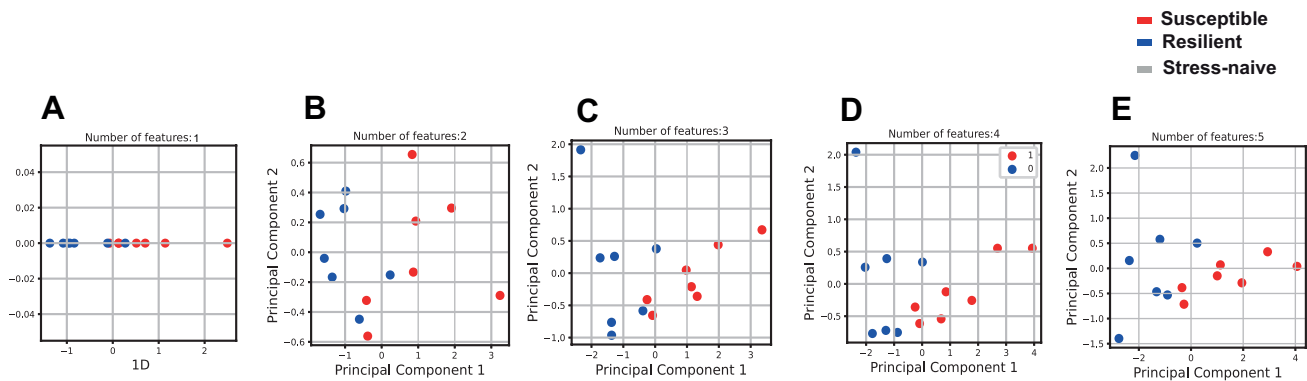 Susceptible
Resilient
Stress-naive
A
Number of features:1
0.04
0.02
0.00
−0.02
−0.04
−1
0
1
2
1D
B
Number of features:2
Principal Component 2
0.6
0.4
0.2
0.0
−0.2
−0.4
−0.6
−1
0
1
2
3
Principal Component 1
C
Number of features:3
Principal Component 2
2.0
1.5
1.0
0.5
0.0
−0.5
−1.0
−2
−1
0
1
2
3
Principal Component 1
D
Number of features:4
Principal Component 2
2.0
1.5
1.0
0.5
0.0
−0.5
1
0
−2
−1
0
1
2
3
4
Principal Component 1
E
Number of features:5
Principal Component 2
2.0
1.5
1.0
0.5
0.0
−0.5
−1.0
−1.5
−2
0
2
4
Principal Component 1